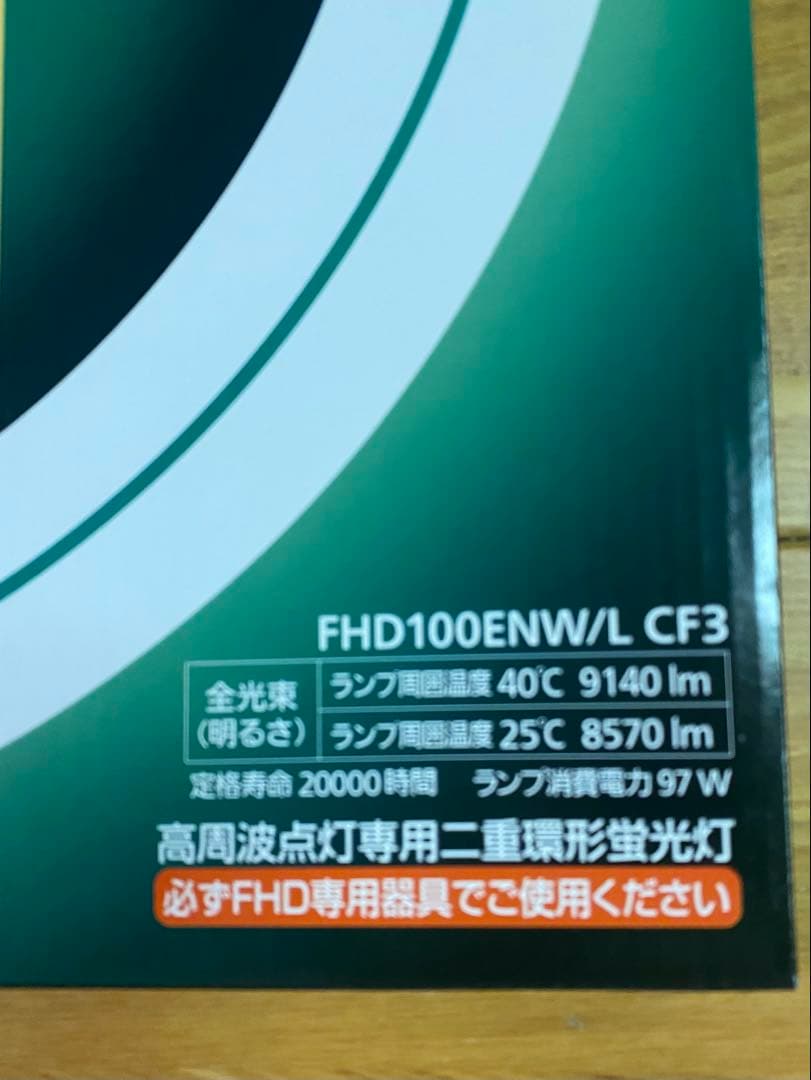 FHD100ENW/L CF3
全光束
(明るさ)
ランプ周囲温度 40℃ 9140 lm
ランプ周囲温度 25℃ 8570 lm
定格寿命 20000時間 ランプ消費電力 97 W
高周波点灯専用二重環形蛍光灯
必ずFHD専用器具でご使用ください